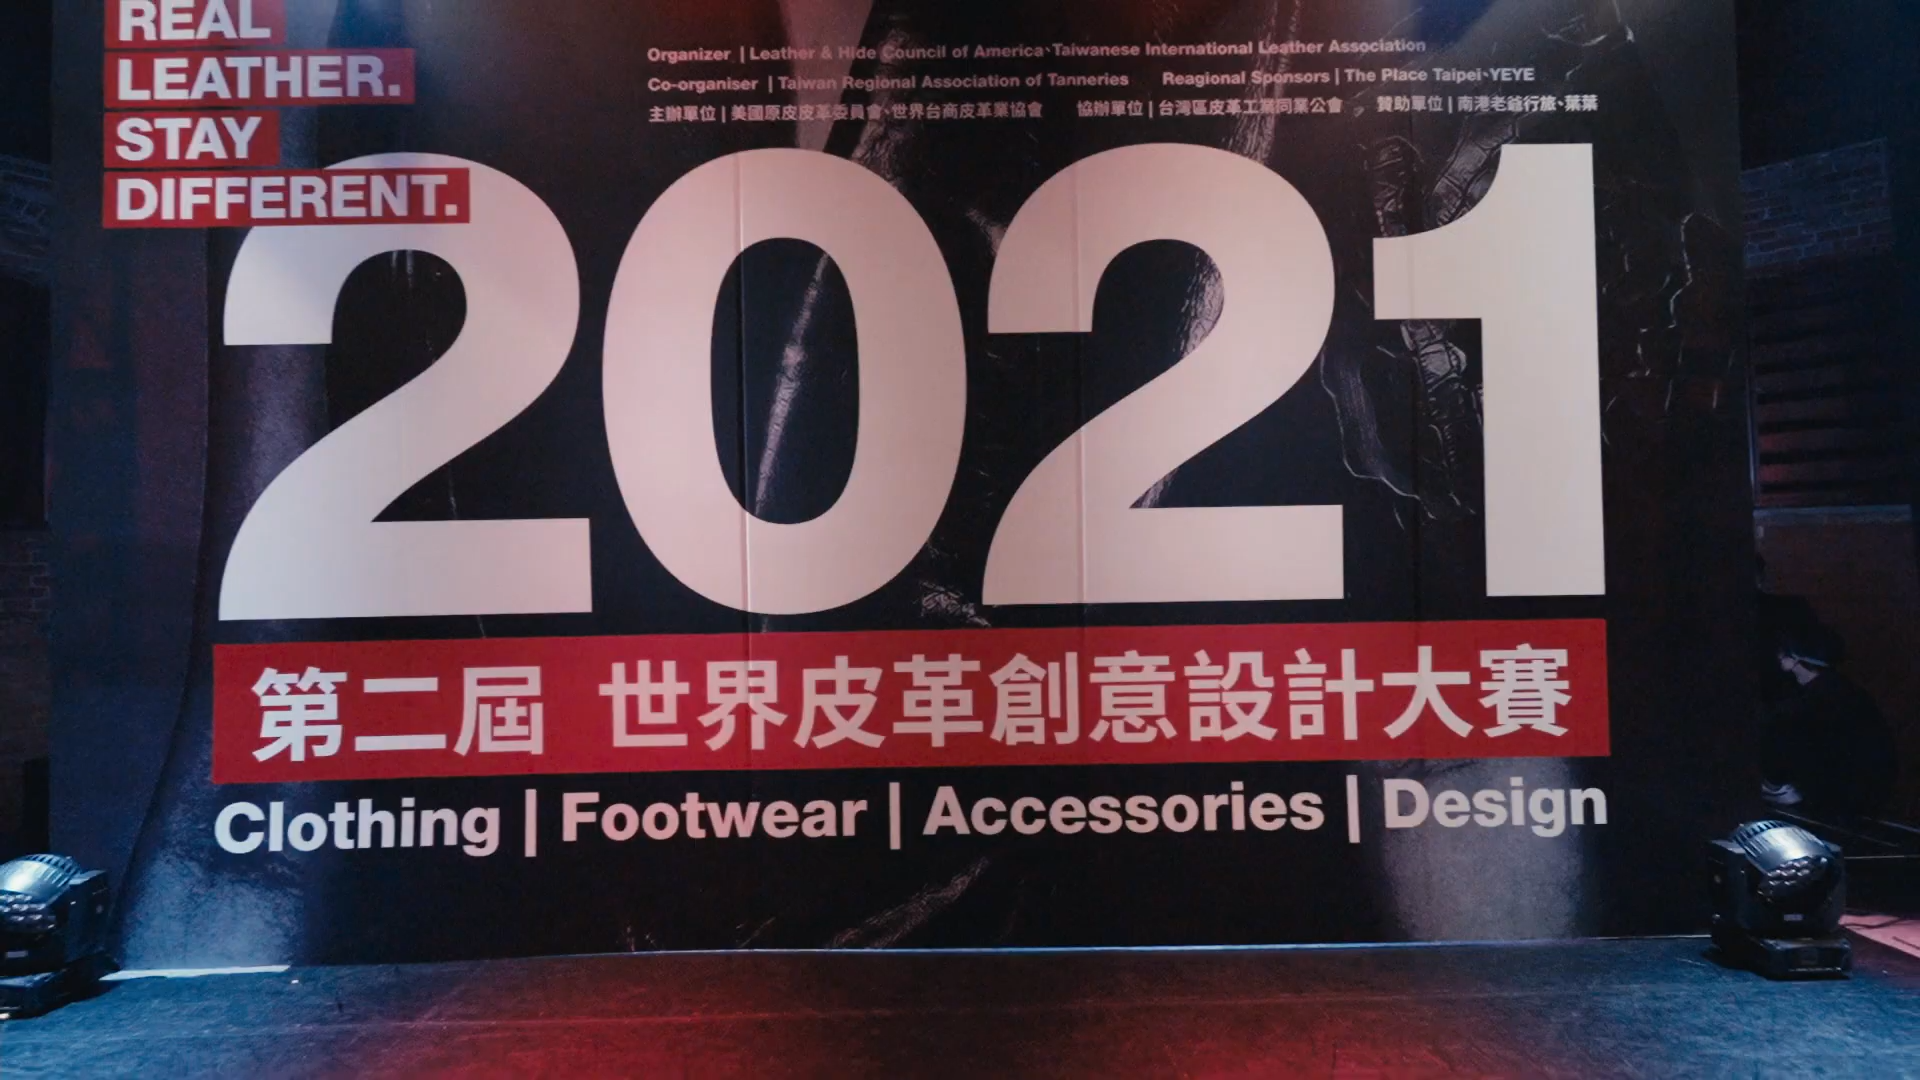 REAL
LEATHER.
STAY
DIFFERENT.
Organizer | Leather & Hide Council of America、Taiwanese International Leather Association
Co-organiser | Taiwan Regional Association of Tanneries Reagional Sponsors | The Place Taipei、YEYE
主辦單位 | 美國原皮皮革委員會、世界台商皮革業協會 協辦單位 | 台灣區皮革工業同業公會 , 贊助單位 | 南港老爺行旅、葉葉
2021
第二屆 世界皮革創意設計大賽
Clothing | Footwear | Accessories | Design